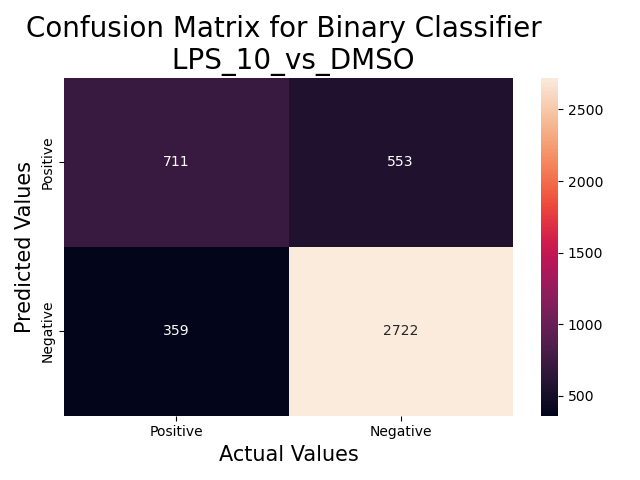 Confusion Matrix for Binary Classifier
LPS_10_vs_DMSO
Predicted Values
Positive
Negative
711
553
359
2722
Positive
Negative
Actual Values
2500
2000
1500
1000
500